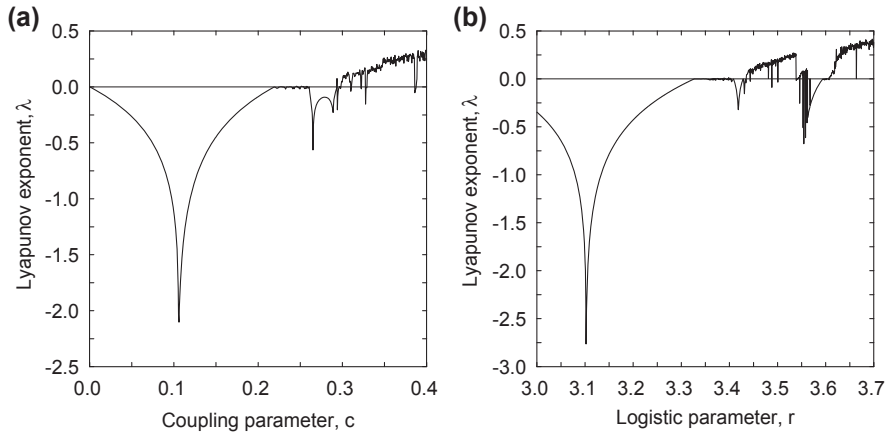 (a)
0.5
0.0
-0.5
-1.0
-1.5
-2.0
-2.5
Lyapunov exponent, λ
0.0 0.1 0.2 0.3 0.4
Coupling parameter, c
(b)
0.5
0.0
-0.5
-1.0
-1.5
-2.0
-2.5
-3.0
Lyapunov exponent, λ
3.0 3.1 3.2 3.3 3.4 3.5 3.6 3.7
Logistic parameter, r